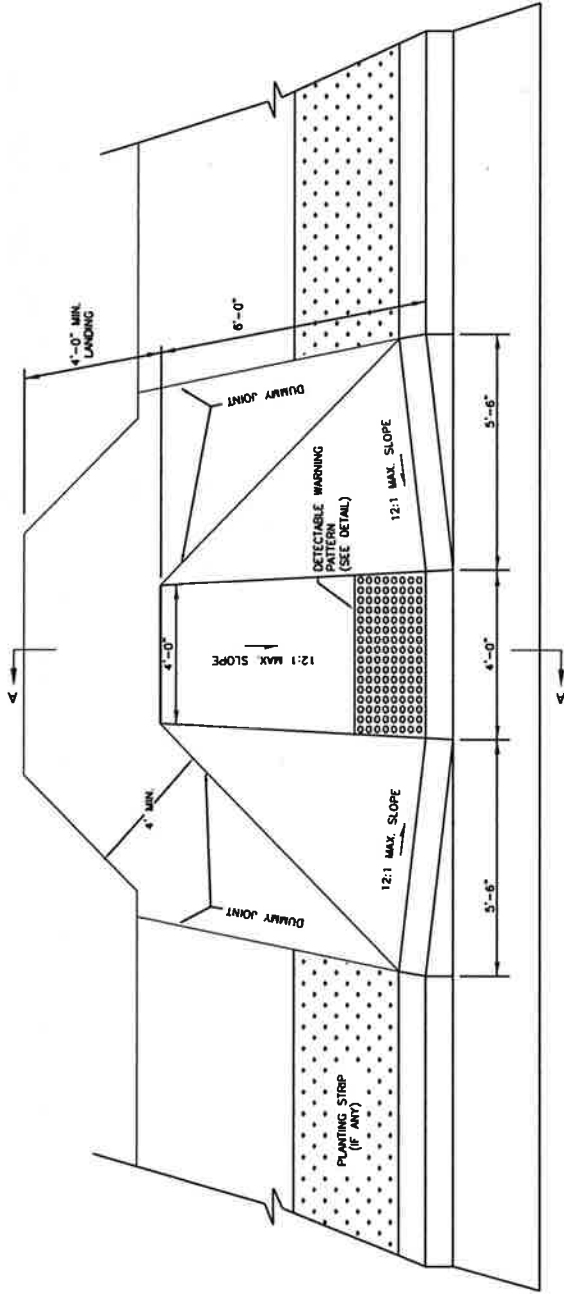 A
A
4'-0" MIN.
LANDING
6'-0"
4' MIN.
4'-0"
12:1 MAX. SLOPE
DUMMY JOINT
DUMMY JOINT
DETECTABLE WARNING
PATTERN
(SEE DETAIL)
12:1 MAX. SLOPE
12:1 MAX. SLOPE
PLANTING STRIP
(IF ANY)
5'-6"
4'-0"
5'-6"